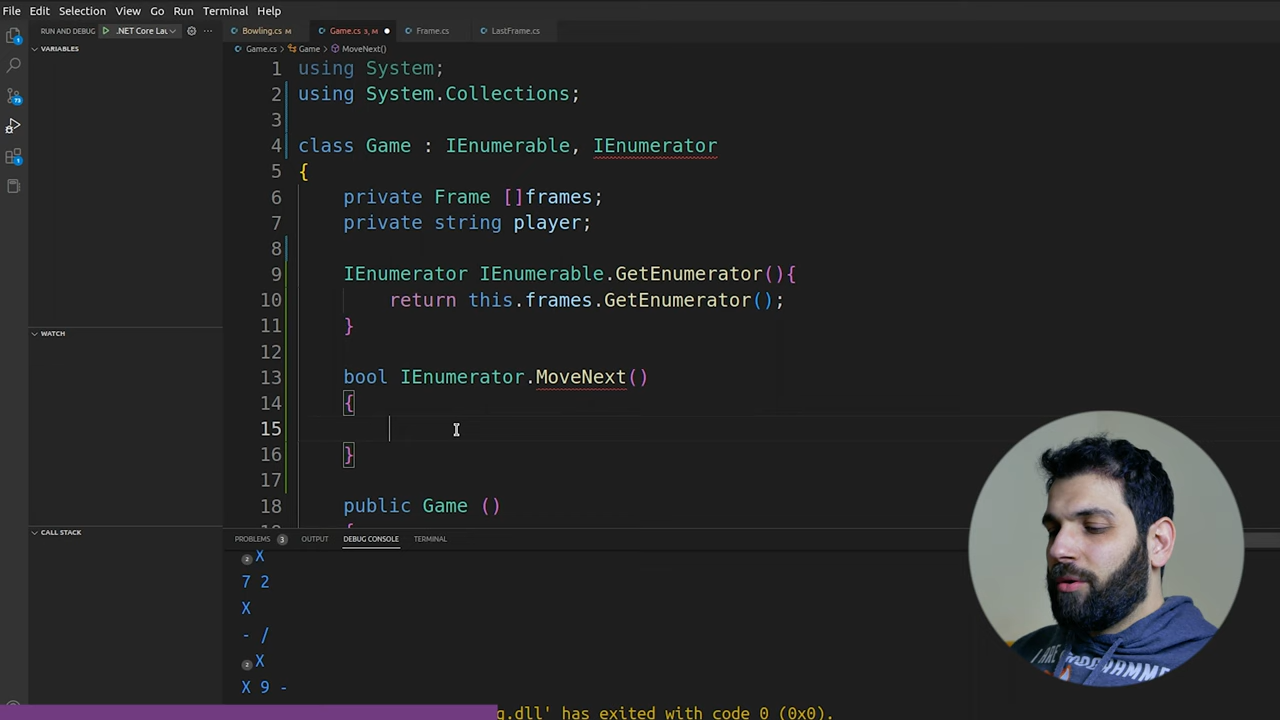 File Edit Selection View Go Run Terminal Help
RUN AND DEBUG .NET Core Lau
Bowling.cs M Game.cs 3, M Frame.cs LastFrame.cs
VARIABLES
Game.cs > Game > MoveNext()
1 using System;
2 using System.Collections;
3
4 class Game : IEnumerable, IEnumerator
5 {
6 private Frame []frames;
7 private string player;
8
9 IEnumerator IEnumerable.GetEnumerator(){
10 return this.frames.GetEnumerator();
11 }
12
13 bool IEnumerator.MoveNext()
14 {
15
16 }
17
18 public Game ()
WATCH
CALL STACK
PROBLEMS 3 OUTPUT DEBUG CONSOLE TERMINAL
2 X
7 2
X
- /
2 X
X 9 -
g.dll' has exited with code 0 (0x0).